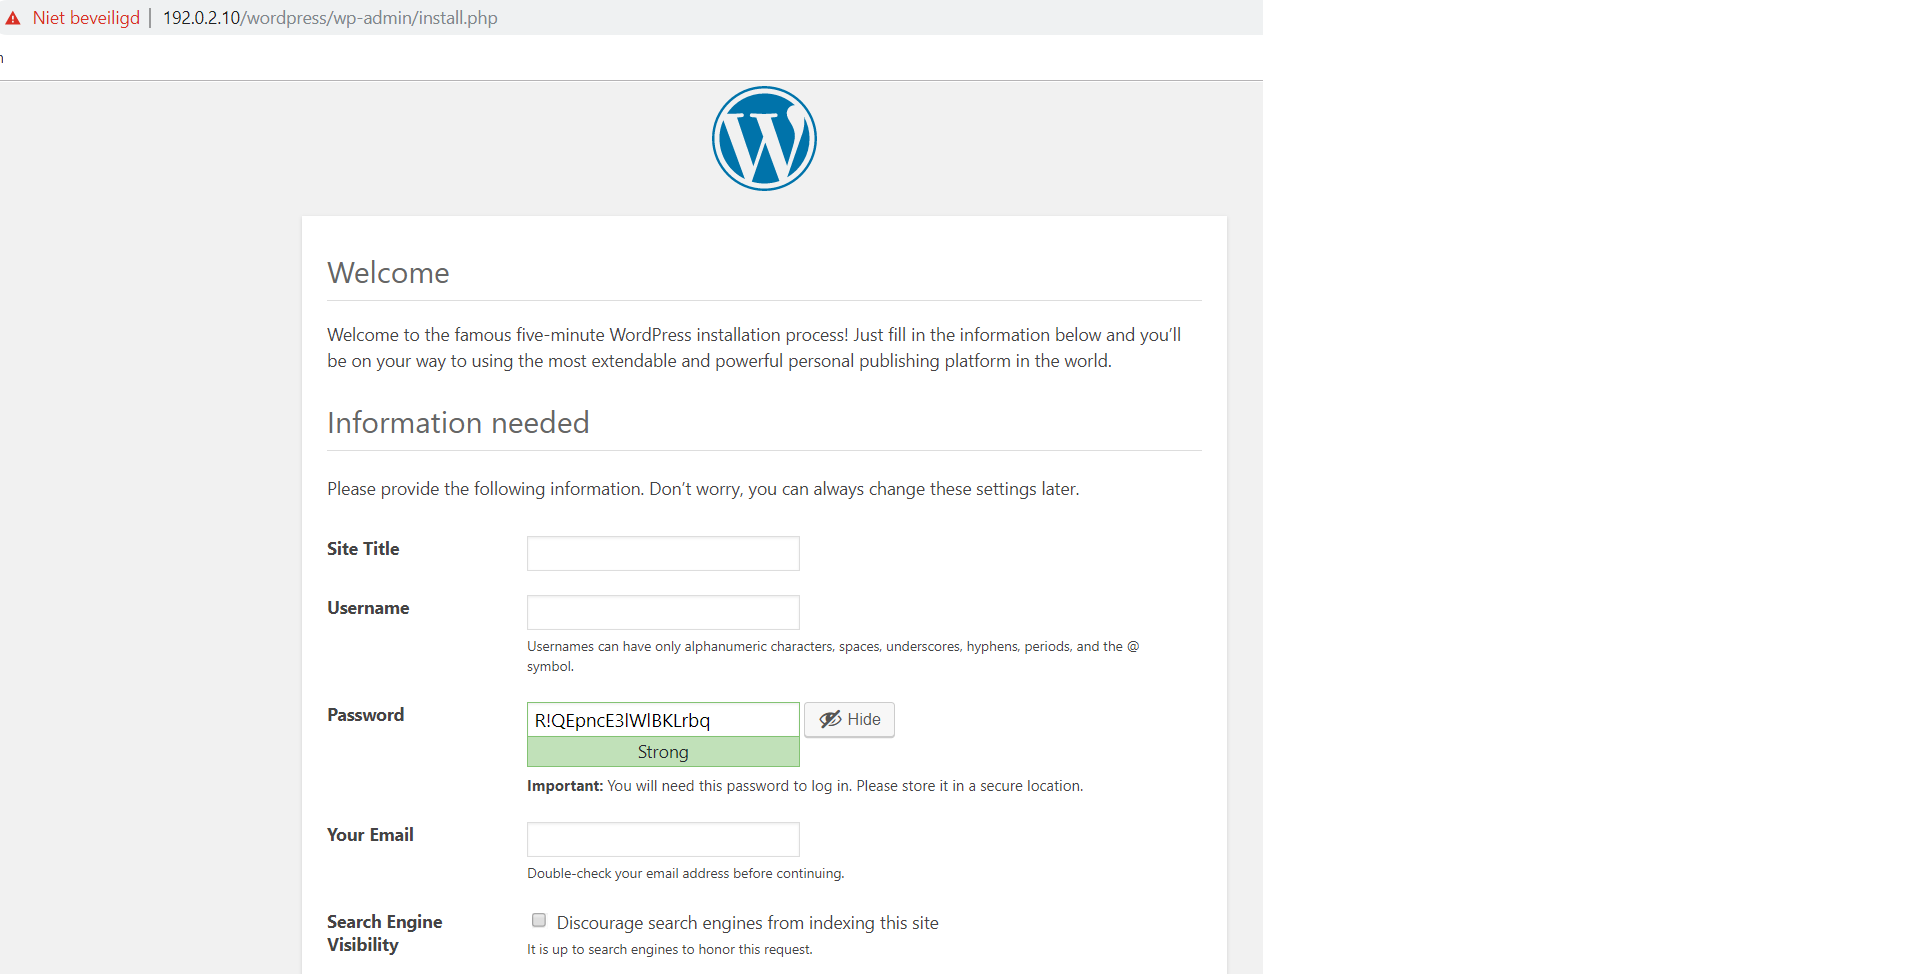 Niet beveiligd | 192.0.2.10/wordpress/wp-admin/install.php
Welcome
Welcome to the famous five-minute WordPress installation process! Just fill in the information below and you’ll
be on your way to using the most extendable and powerful personal publishing platform in the world.
Information needed
Please provide the following information. Don’t worry, you can always change these settings later.
Site Title
Username
Usernames can have only alphanumeric characters, spaces, underscores, hyphens, periods, and the @
symbol.
Password
R!QEpncE3lWlBKLrbq
Hide
Strong
Important: You will need this password to log in. Please store it in a secure location.
Your Email
Double-check your email address before continuing.
Search Engine
Visibility
Discourage search engines from indexing this site
It is up to search engines to honor this request.